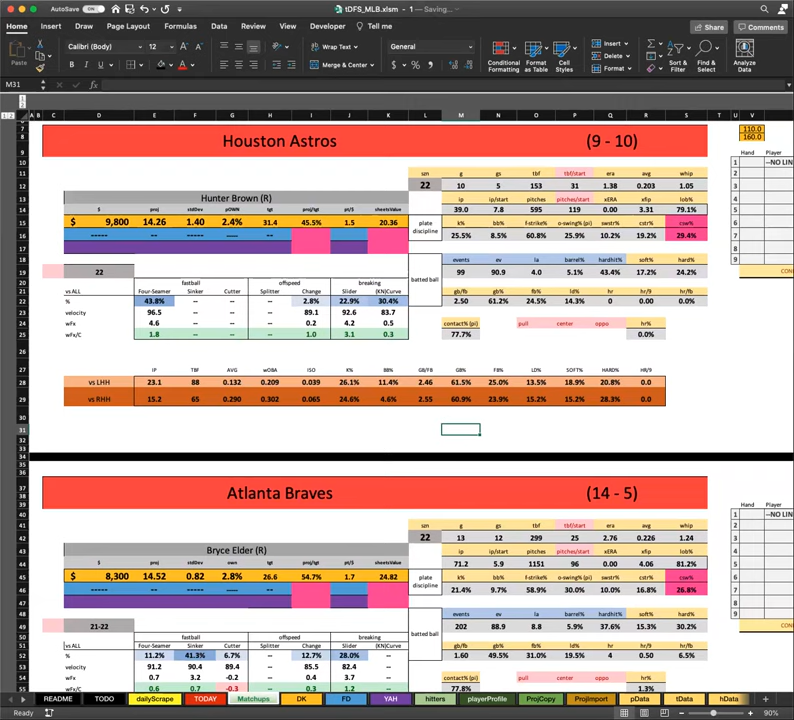 AutoSave tDFS_MLB.xlsm — Saving...
Home Insert Draw Page Layout Formulas Data Review View Developer Tell me Share Comments
Paste Calibri (Body) 12 Wrap Text General Insert
B I U Merge & Center $ % Conditional Formatting Format as Table Cell Styles Delete Format Sort & Filter Find & Select Analyze Data
M31 fx
A B C D E F G H I J K L M N O P Q R S T U V
110.0
160.0
Houston Astros (9 - 10)
Hand Player
1 --NO LIN
szn g gs tbf tbf/start era avg whip
22 10 5 153 31 1.38 0.203 1.05
Hunter Brown (R) ip ip/start pitches pitches/start xERA xfip lob%
$ proj stdDev pOWN tgt proj/tgt pt/$ sheetsValue 39.0 7.8 595 119 0.00 3.31 79.1%
$ 9,800 14.26 1.40 2.4% 31.4 45.5% 1.5 20.36 plate discipline k% bb% f-strike% o-swing% (pi) swstr% cstr% csw%
25.5% 8.5% 60.8% 25.9% 10.2% 19.2% 29.4%
batted ball events ev la barrel% hardhit% soft% hard%
22 99 90.9 4.0 5.1% 43.4% 17.2% 24.2%
fastball offspeed breaking
vs ALL Four-Seamer Sinker Cutter Splitter Change Slider (KN)Curve gb/fb gb% fb% ld% hr hr/fb hr/9
% 43.8% -- -- -- 2.8% 22.9% 30.4% 2.50 61.2% 24.5% 14.3% 0 0.00 0.0%
velocity 96.5 -- -- -- 89.1 92.6 83.7
wFx 4.6 -- -- -- 0.2 4.2 0.5 contact% (pi) pull center oppo hr%
wFx/C 1.8 -- -- -- 1.0 3.1 0.3 77.7% 0.0%
IP TBF AVG wOBA ISO K% BB% GB/FB GB% FB% LD% SOFT% HARD% HR/9
vs LHH 23.1 88 0.132 0.209 0.039 26.1% 11.4% 2.46 61.5% 25.0% 13.5% 18.9% 20.8% 0.0
vs RHH 15.2 65 0.290 0.302 0.065 24.6% 4.6% 2.55 60.9% 23.9% 15.2% 15.2% 28.3% 0.0
Atlanta Braves (14 - 5)
Hand Player
1 --NO LIN
szn g gs tbf tbf/start era avg whip
22 13 12 299 25 2.76 0.226 1.24
Bryce Elder (R) ip ip/start pitches pitches/start xERA xfip lob%
$ proj stdDev own tgt proj/tgt pt/$ sheetsValue 71.2 5.9 1151 96 0.00 4.06 81.2%
$ 8,300 14.52 0.82 2.8% 26.6 54.7% 1.7 24.82 plate discipline k% bb% f-strike% o-swing% (pi) swstr% cstr% csw%
21.4% 9.7% 58.9% 30.0% 10.0% 16.8% 26.8%
batted ball events ev la barrel% hardhit% soft% hard%
21-22 202 88.9 8.8 5.9% 37.6% 15.3% 30.2%
fastball offspeed breaking
vs ALL Four-Seamer Sinker Cutter Splitter Change Slider (KN)Curve gb/fb gb% fb% ld% hr hr/fb hr/9
% 11.2% 41.3% 6.7% -- 12.7% 28.0% -- 1.60 49.5% 31.0% 19.5% 4 0.50 6.5%
velocity 91.2 90.4 89.4 -- 85.5 82.4 --
wFx 0.7 3.2 -0.2 -- 0.4 3.7 -- contact% (pi) pull center oppo hr%
wFx/C 0.6 0.7 -0.3 -- 0.3 1.2 -- 77.8% 1.3%
README TODO dailyScrape TODAY Matchups DK FD YAH hitters playerProfile ProjCopy ProjImport pData tData hData
Ready 90%